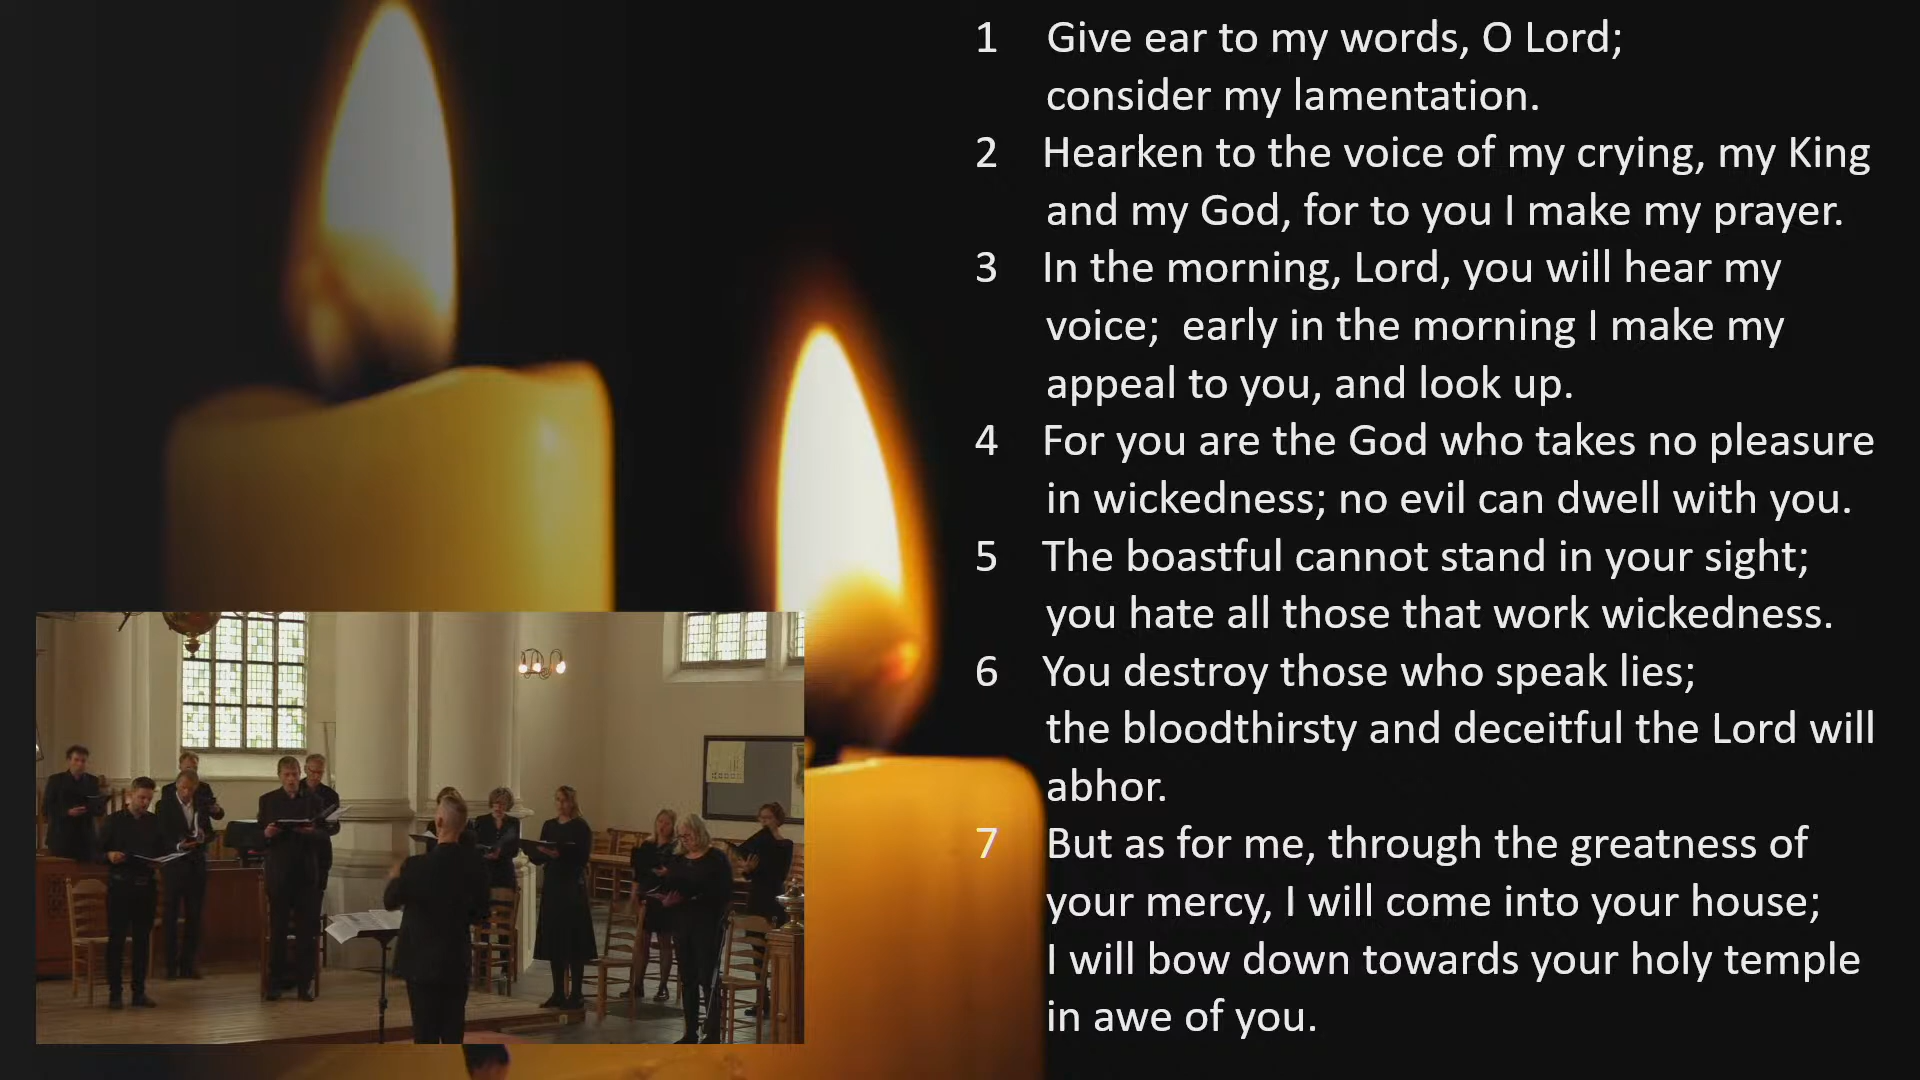 1 Give ear to my words, O Lord;
consider my lamentation.
2 Hearken to the voice of my crying, my King
and my God, for to you I make my prayer.
3 In the morning, Lord, you will hear my
voice;  early in the morning I make my
appeal to you, and look up.
4 For you are the God who takes no pleasure
in wickedness; no evil can dwell with you.
5 The boastful cannot stand in your sight;
you hate all those that work wickedness.
6 You destroy those who speak lies;
the bloodthirsty and deceitful the Lord will
abhor.
7 But as for me, through the greatness of
your mercy, I will come into your house;
I will bow down towards your holy temple
in awe of you.